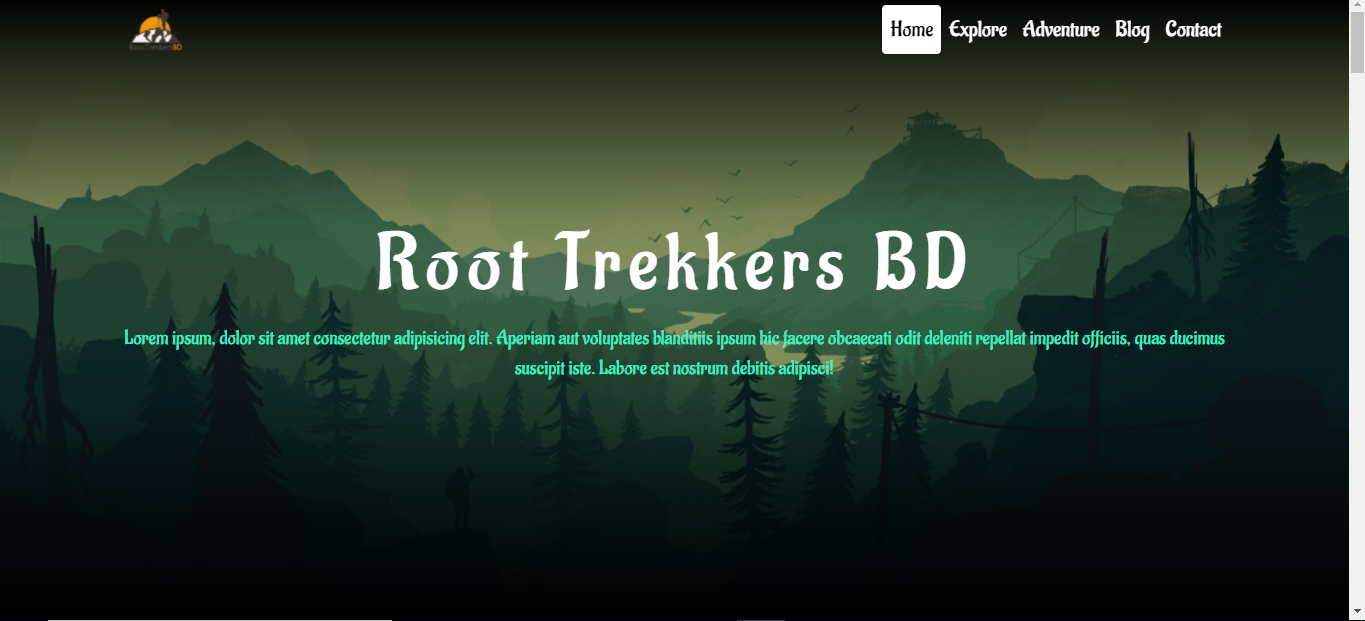 RootTrekkersBD
Home Explore Adventure Blog Contact
Root Trekkers BD
Lorem ipsum, dolor sit amet consectetur adipisicing elit. Aperiam aut voluptates blanditiis ipsum hic facere obcaecati odit deleniti repellat impedit officiis, quas ducimus
suscipit iste. Labore est nostrum debitis adipisci!